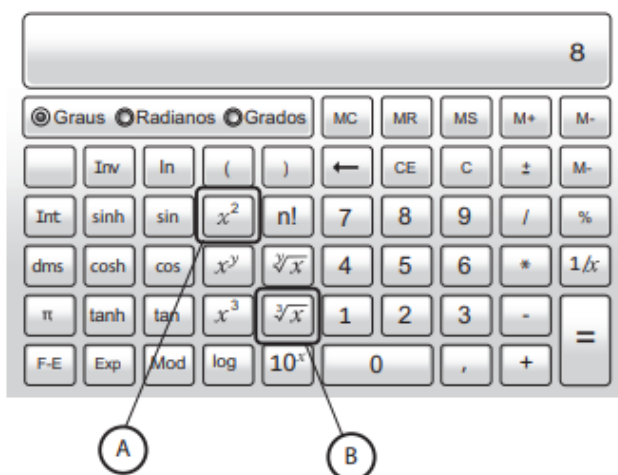 8
Graus Radianos Grados MC MR MS M+ M-
Inv ln ( ) ← CE C ± M-
Int sinh sin x² n! 7 8 9 / %
dms cosh cos xʸ ʸ√x 4 5 6 * 1/x
π tanh tan x³ ³√x 1 2 3 - =
F-E Exp Mod log 10ˣ 0 , +
A B